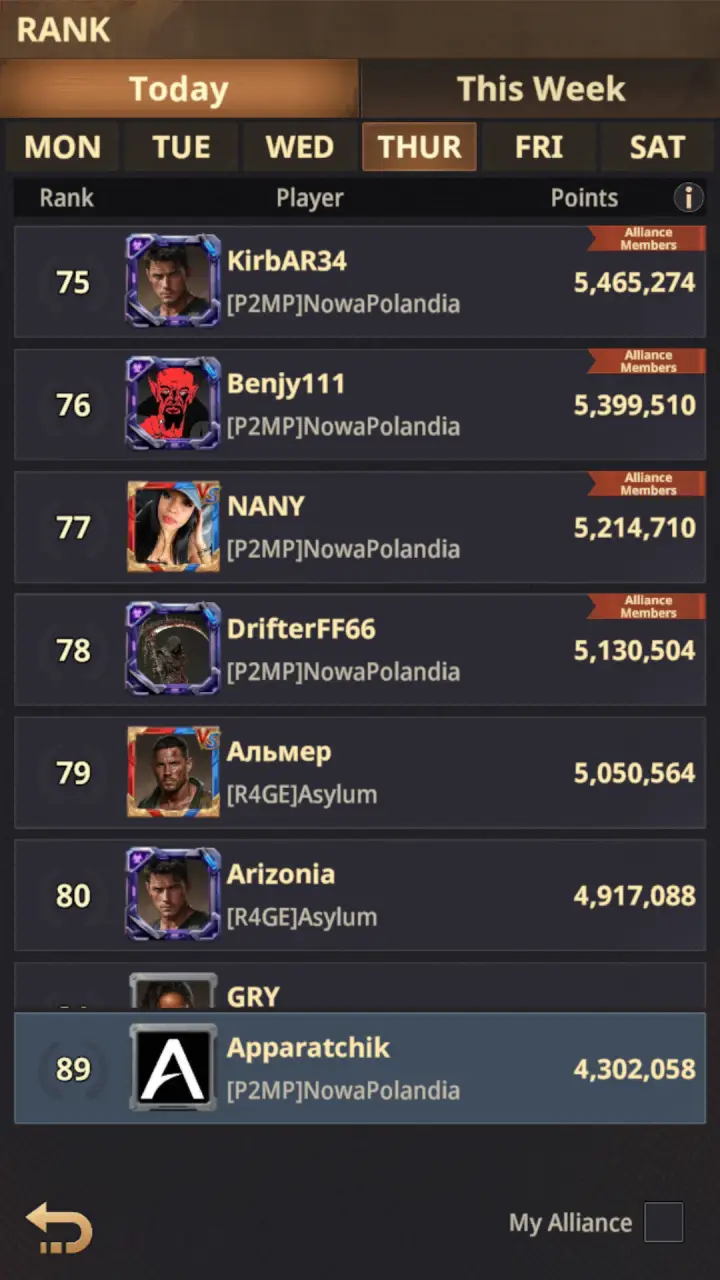 RANK
Today
This Week
MON TUE WED THUR FRI SAT
Rank Player Points i
Alliance Members
75 KirbAR34 5,465,274
[P2MP]NowaPolandia
Alliance Members
76 Benjy111 5,399,510
[P2MP]NowaPolandia
Alliance Members
VS
77 NANY 5,214,710
[P2MP]NowaPolandia
Alliance Members
78 DrifterFF66 5,130,504
[P2MP]NowaPolandia
VS
79 Альмер 5,050,564
[R4GE]Asylum
80 Arizonia 4,917,088
[R4GE]Asylum
GRY
89 A Apparatchik 4,302,058
[P2MP]NowaPolandia
My Alliance